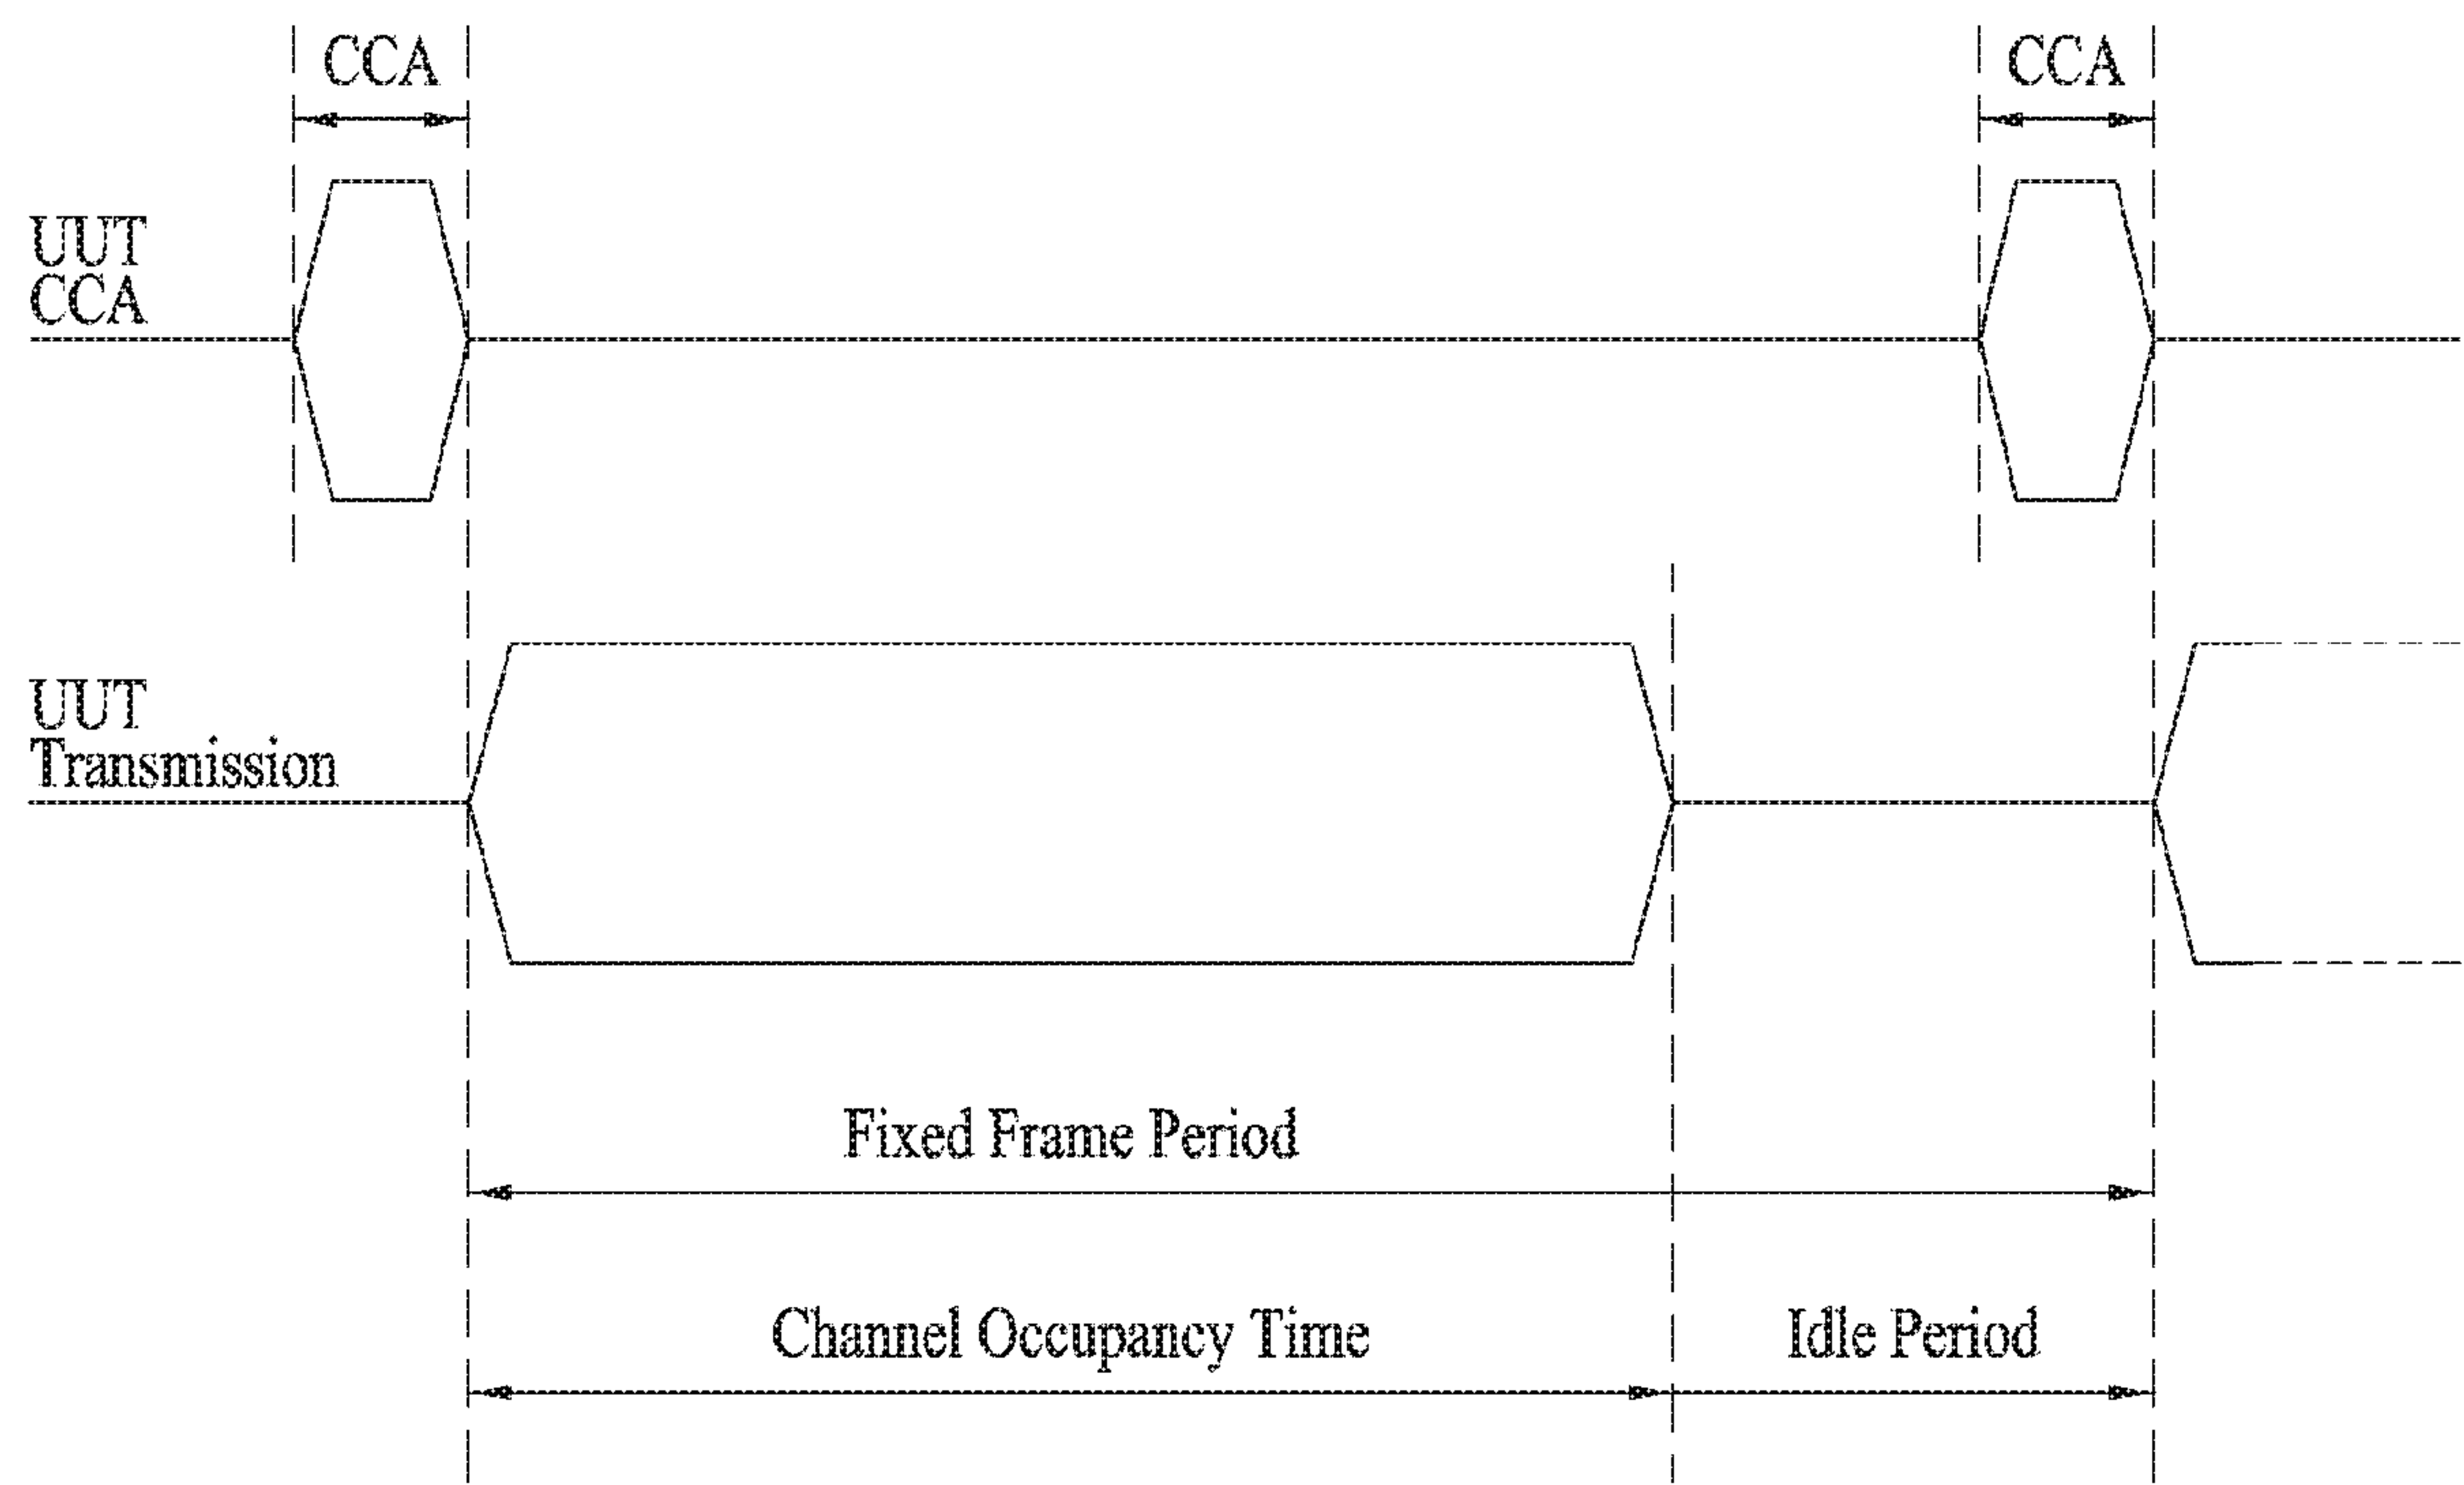 CCA
CCA
UUT
CCA
UUT
Transmission
Fixed Frame Period
Channel Occupancy Time
Idle Period